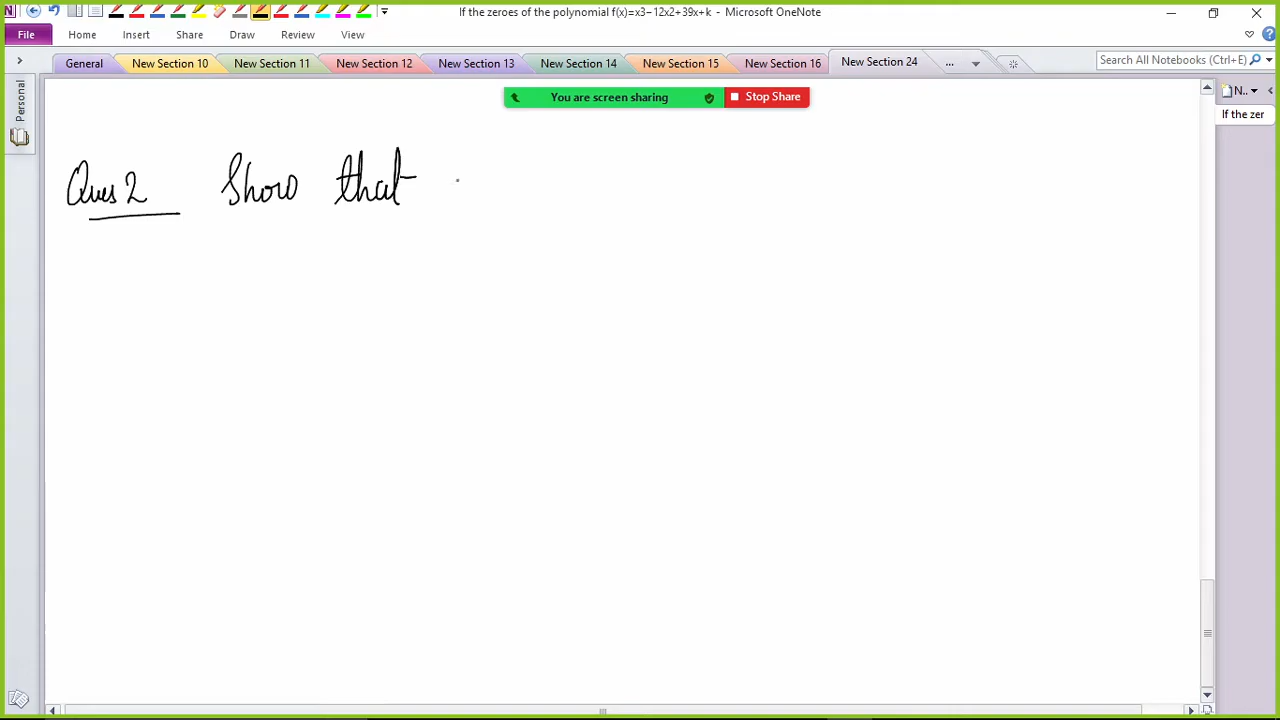 If the zeroes of the polynomial f(x)=x3−12x2+39x+k - Microsoft OneNote
File Home Insert Share Draw Review View
General New Section 10 New Section 11 New Section 12 New Section 13 New Section 14 New Section 15 New Section 16 New Section 24 ... Search All Notebooks (Ctrl+E)
Personal
N..
You are screen sharing Stop Share
If the zer
Ques 2 Show that